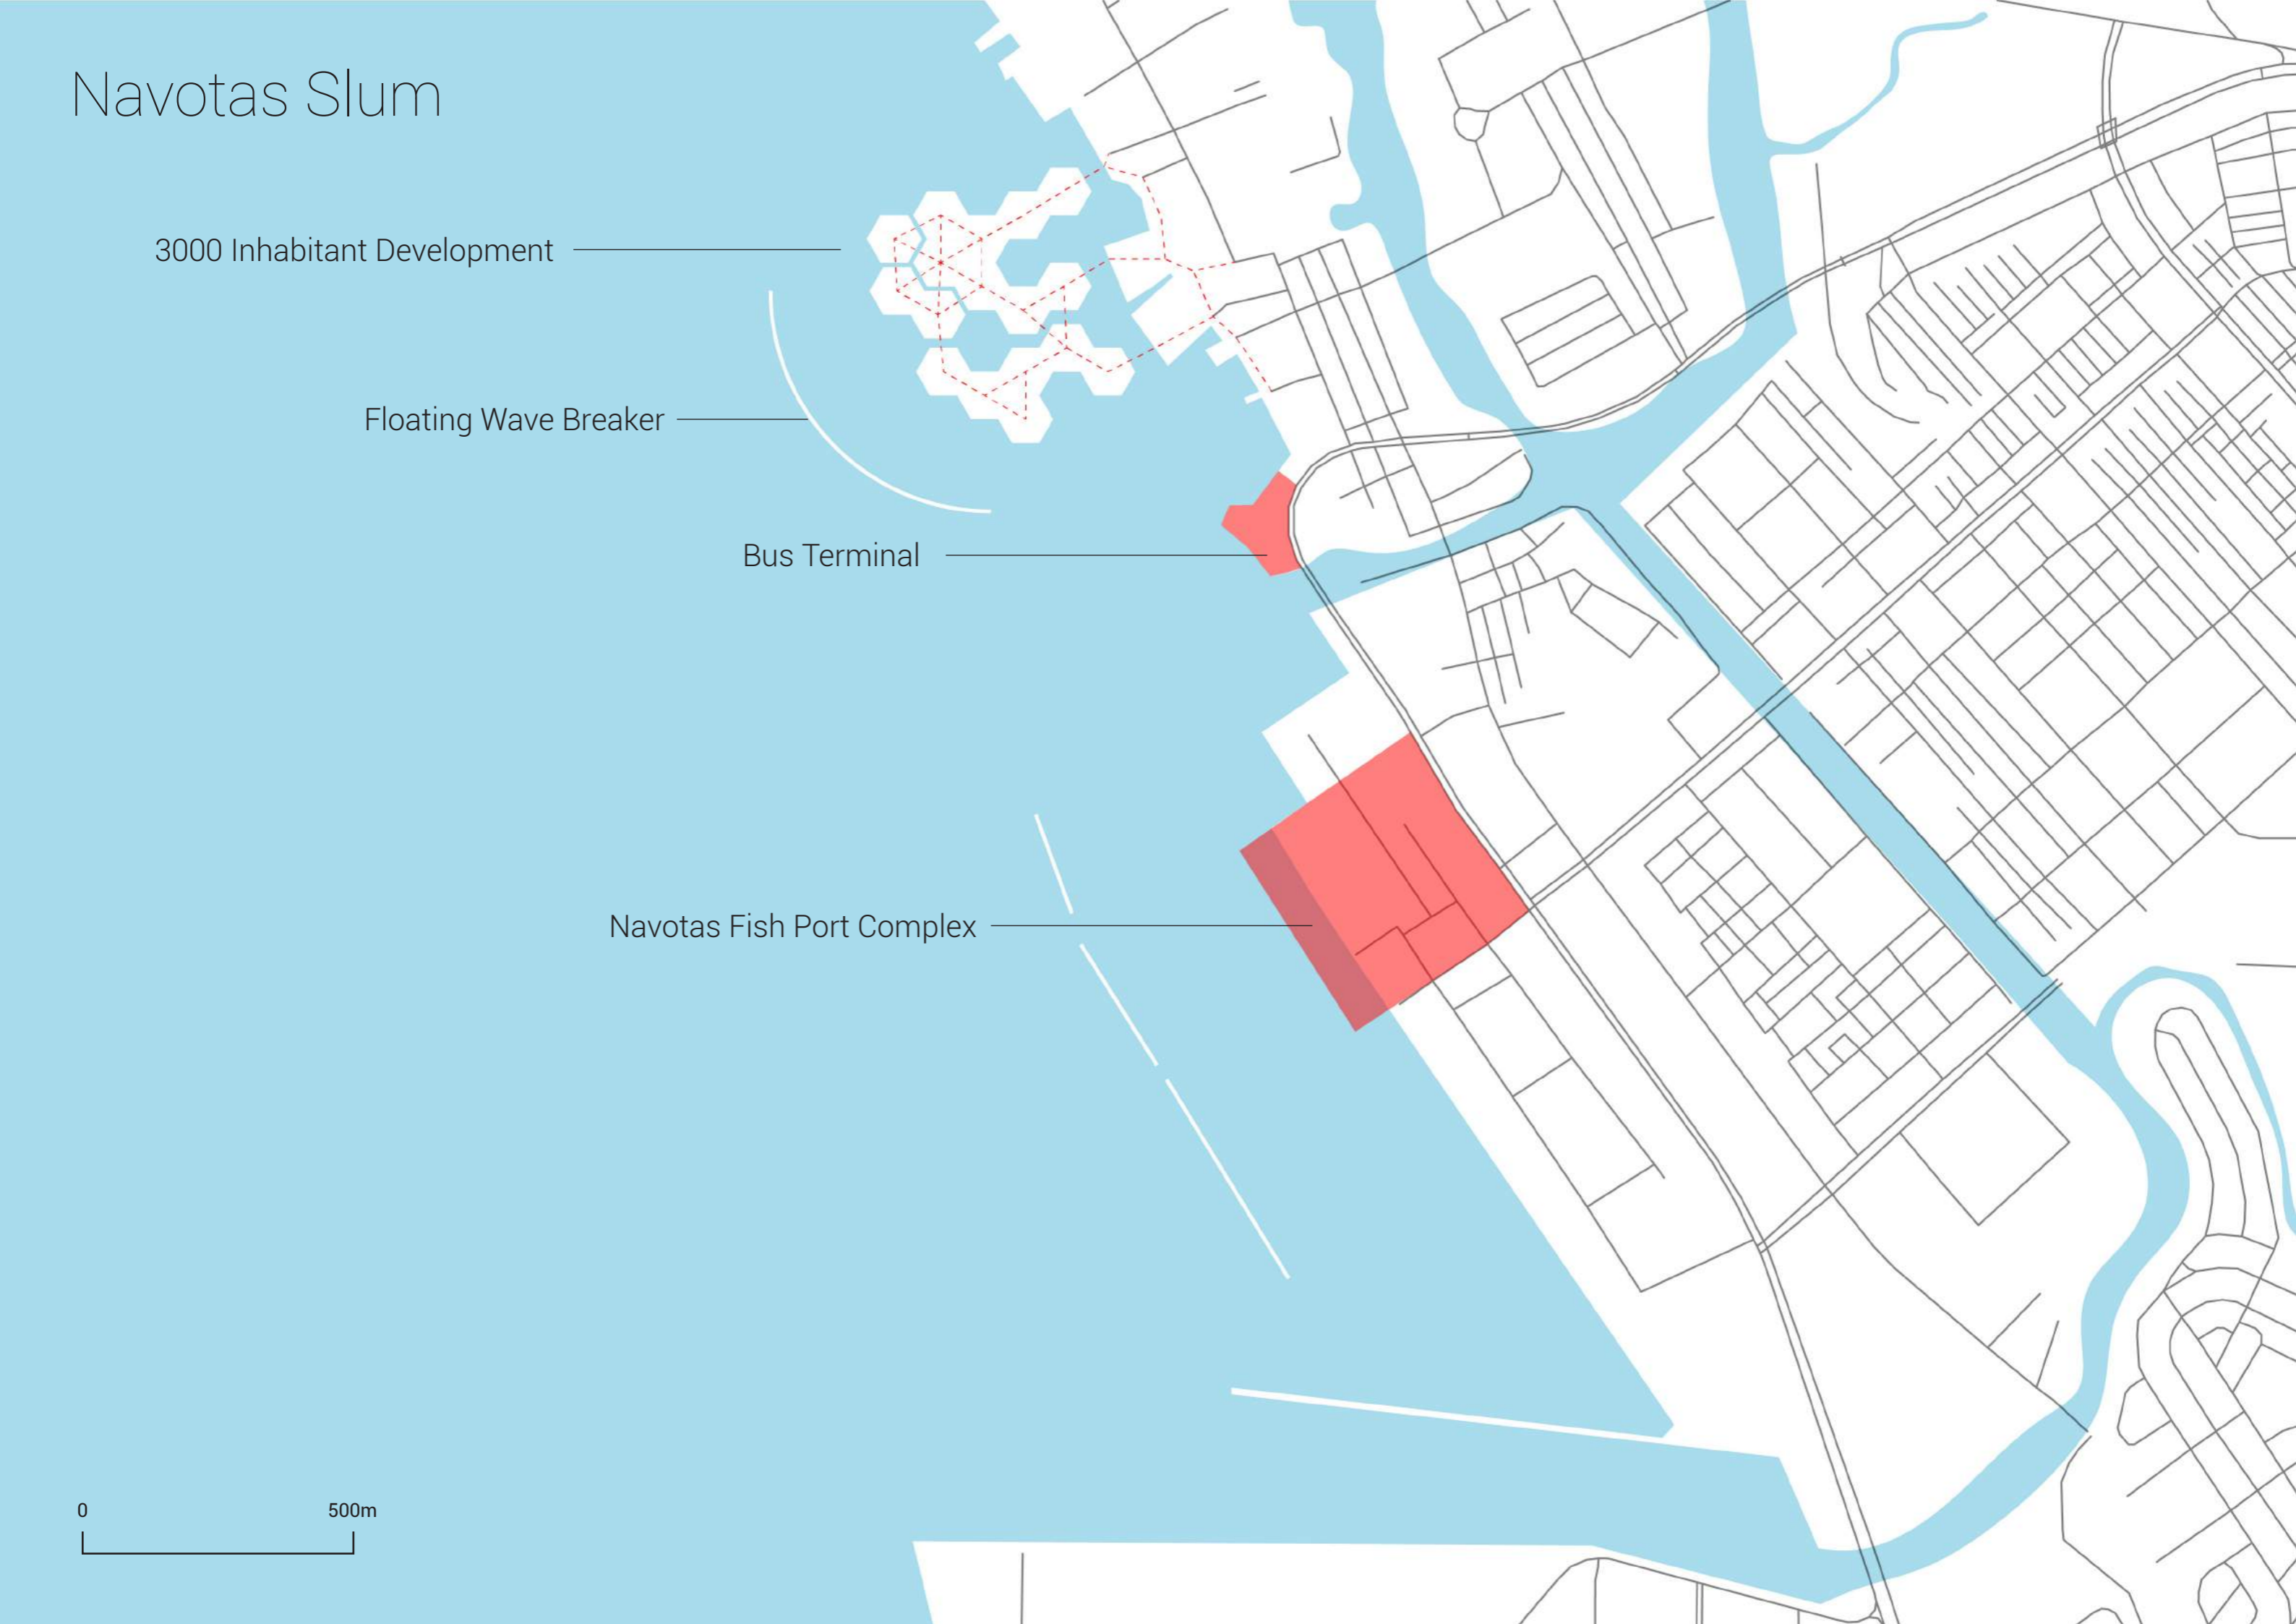 Navotas Slum
3000 Inhabitant Development
Floating Wave Breaker
Bus Terminal
Navotas Fish Port Complex
0 500m